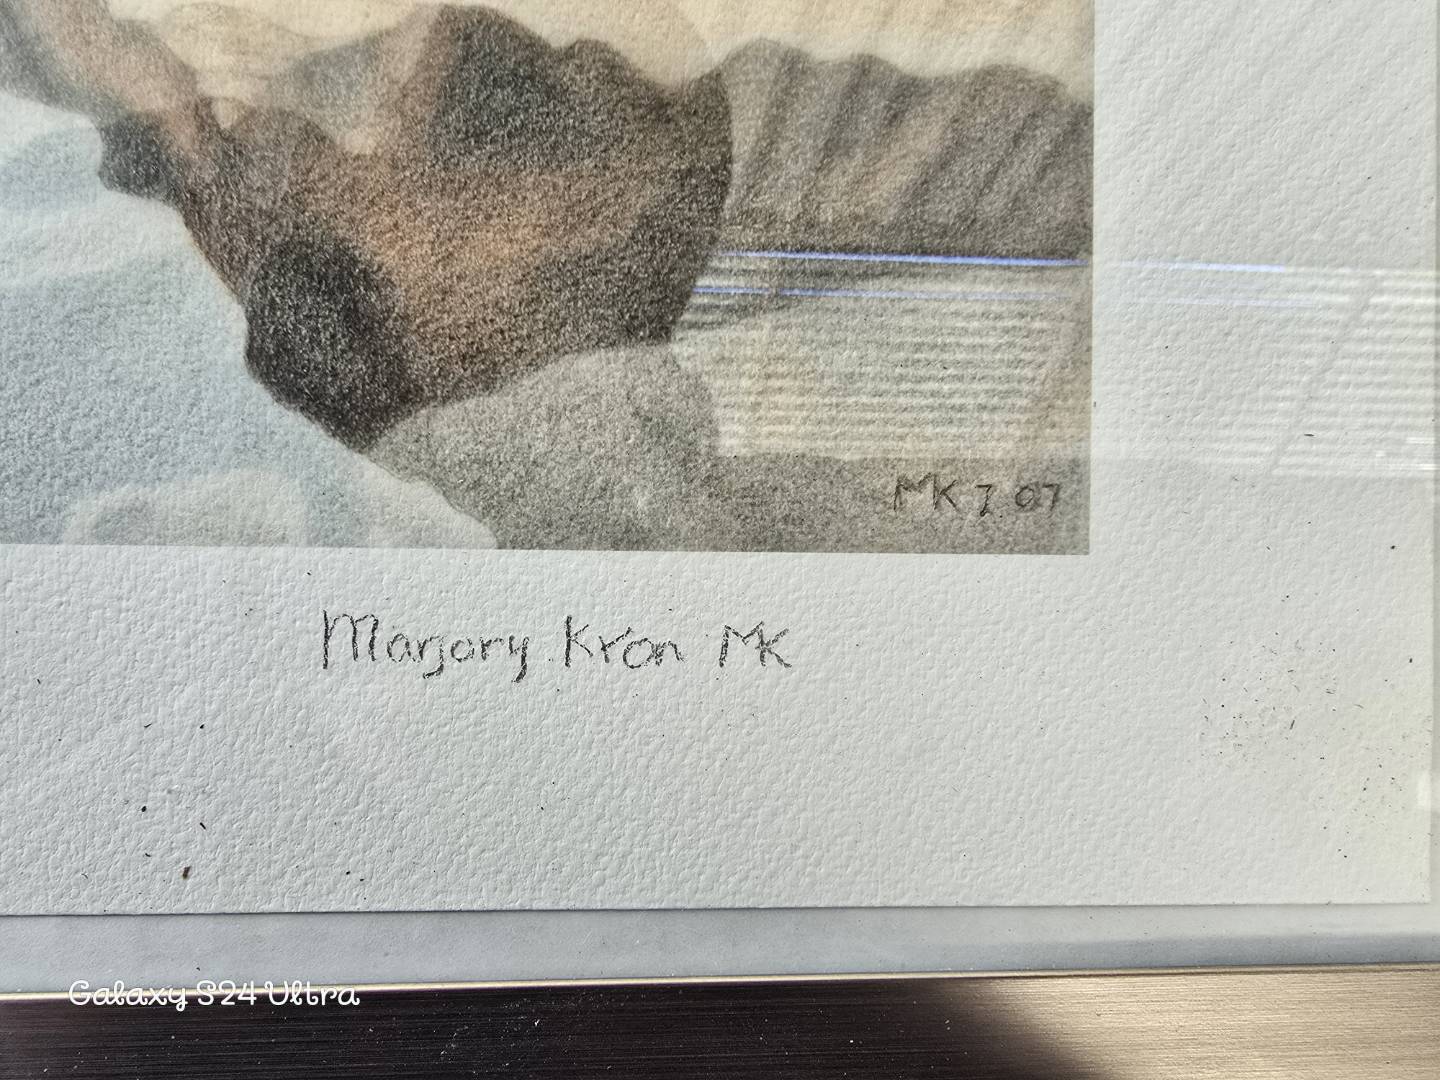 MK 7.07
Marjory Kron MK
Galaxy S24 Ultra